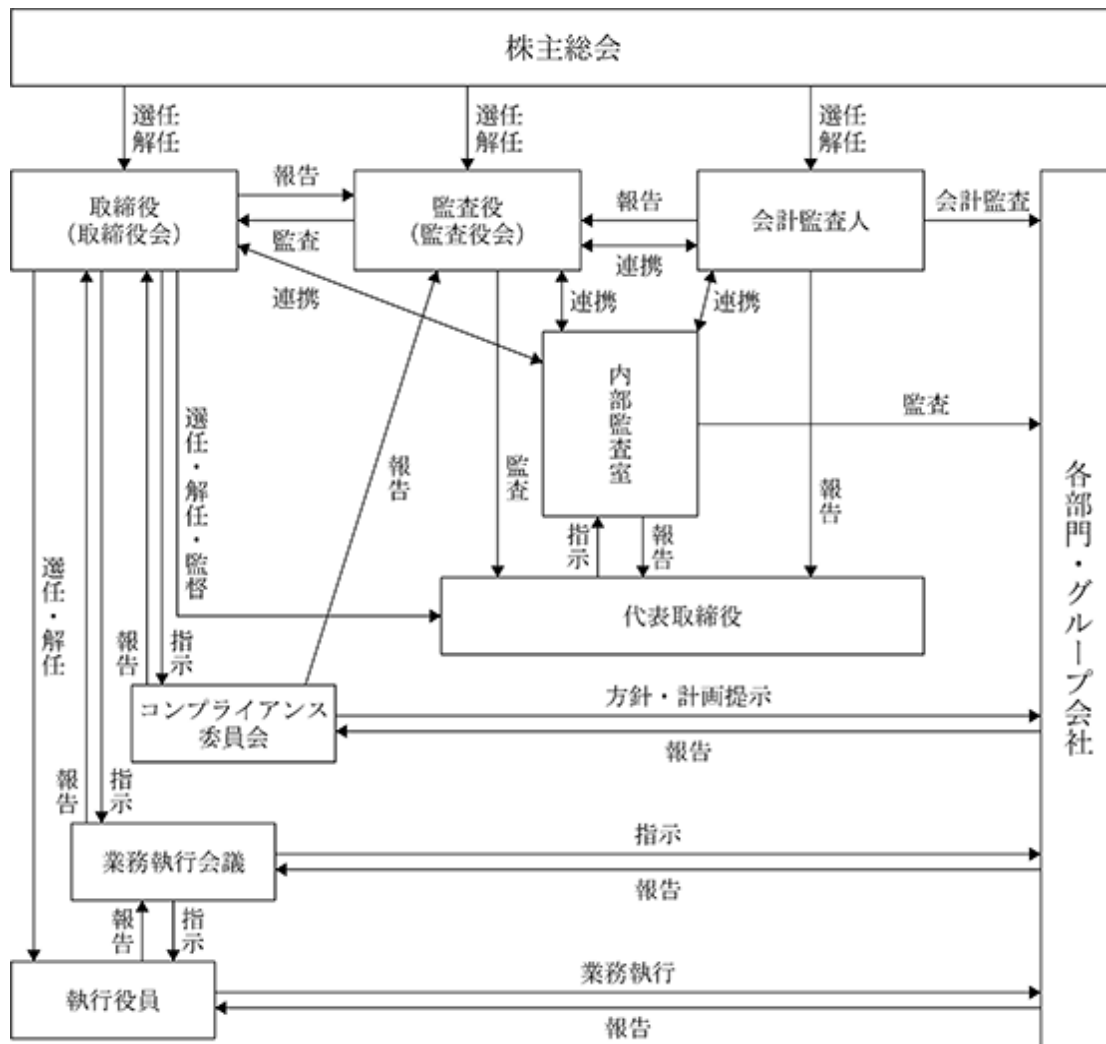 株主総会
選任
解任
選任
解任
選任
解任
取締役
(取締役会)
報告
監査
監査役
(監査役会)
報告
連携
会計監査人
会計監査
連携
連携
連携
内部監査室
監査
各部門・グループ会社
選任・解任・監督
報告
監査
報告
指示
報告
代表取締役
選任・解任
報告
指示
コンプライアンス
委員会
方針・計画提示
報告
報告
指示
業務執行会議
指示
報告
報告
指示
執行役員
業務執行
報告